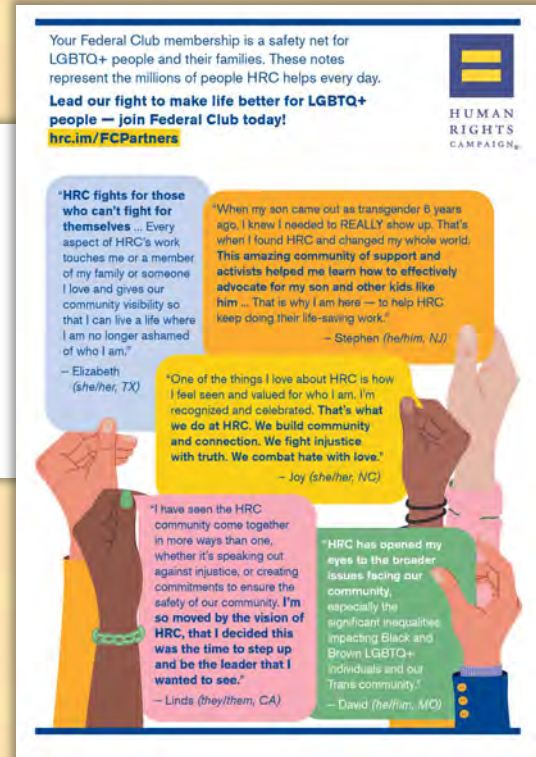 Your Federal Club membership is a safety net for
LGBTQ+ people and their families. These notes
represent the millions of people HRC helps every day.
Lead our fight to make life better for LGBTQ+
people — join Federal Club today!
hrc.im/FCPartners
HUMAN
RIGHTS
CAMPAIGN®
"HRC fights for those
who can't fight for
themselves ... Every
aspect of HRC's work
touches me or a member
of my family or someone
I love and gives our
community visibility so
that I can live a life where
I am no longer ashamed
of who I am."
– Elizabeth
(she/her, TX)
"When my son came out as transgender 6 years
ago, I knew I needed to REALLY show up. That's
when I found HRC and changed my whole world.
This amazing community of support and
activists helped me learn how to effectively
advocate for my son and other kids like
him ... That is why I am here — to help HRC
keep doing their life-saving work."
– Stephen (he/him, NJ)
"One of the things I love about HRC is how
I feel seen and valued for who I am. I'm
recognized and celebrated. That's what
we do at HRC. We build community
and connection. We fight injustice
with truth. We combat hate with love."
– Joy (she/her, NC)
"I have seen the HRC
community come together
in more ways than one,
whether it's speaking out
against injustice, or creating
commitments to ensure the
safety of our community. I'm
so moved by the vision of
HRC, that I decided this
was the time to step up
and be the leader that I
wanted to see."
– Linds (they/them, CA)
"HRC has opened my
eyes to the broader
issues facing our
community,
especially the
significant inequalities
impacting Black and
Brown LGBTQ+
individuals and our
Trans community."
– David (he/him, MO)